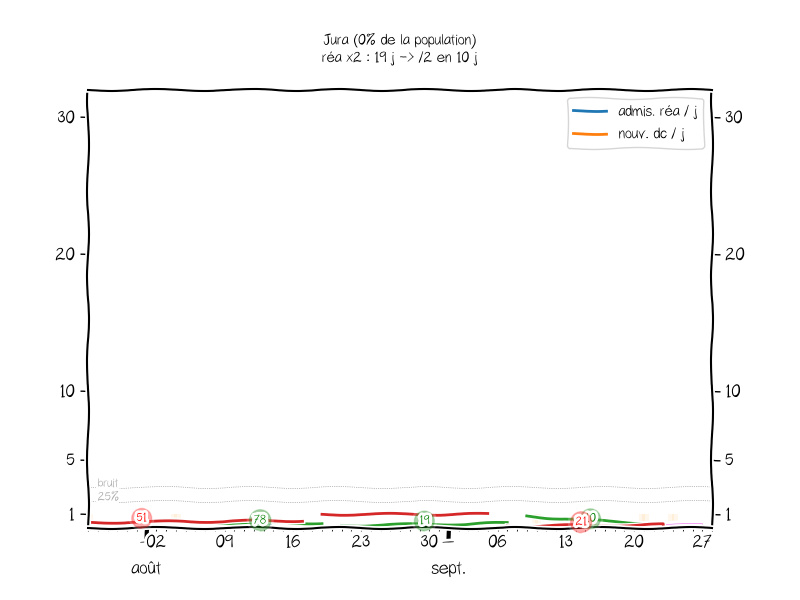 Jura (0% de la population)
réa x2 : 19 j -> /2 en 10 j
admis. réa / j
nouv. dc / j
30 30
20 20
10 10
5 5
bruit
25%
1 1
51 78 19 21 0
02 09 16 23 30 06 13 20 27
août sept.